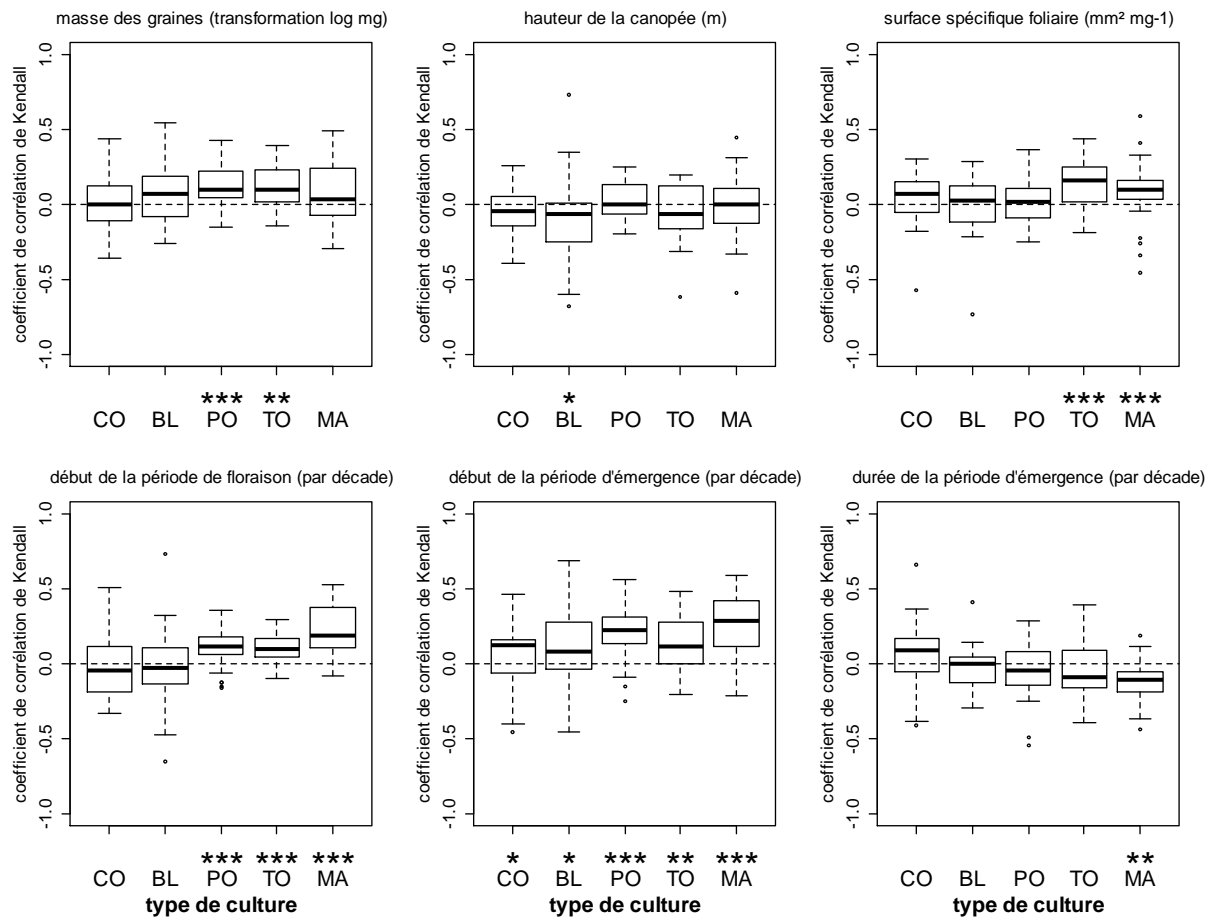 masse des graines (transformation log mg)
coefficient de corrélation de Kendall
1.0
0.5
0.0
-0.5
-1.0
*** **
CO BL PO TO MA
hauteur de la canopée (m)
coefficient de corrélation de Kendall
1.0
0.5
0.0
-0.5
-1.0
*
CO BL PO TO MA
surface spécifique foliaire (mm² mg-1)
coefficient de corrélation de Kendall
1.0
0.5
0.0
-0.5
-1.0
*** ***
CO BL PO TO MA
début de la période de floraison (par décade)
coefficient de corrélation de Kendall
1.0
0.5
0.0
-0.5
-1.0
*** *** ***
CO BL PO TO MA
type de culture
début de la période d'émergence (par décade)
coefficient de corrélation de Kendall
1.0
0.5
0.0
-0.5
-1.0
* * *** ** ***
CO BL PO TO MA
type de culture
durée de la période d'émergence (par décade)
coefficient de corrélation de Kendall
1.0
0.5
0.0
-0.5
-1.0
**
CO BL PO TO MA
type de culture